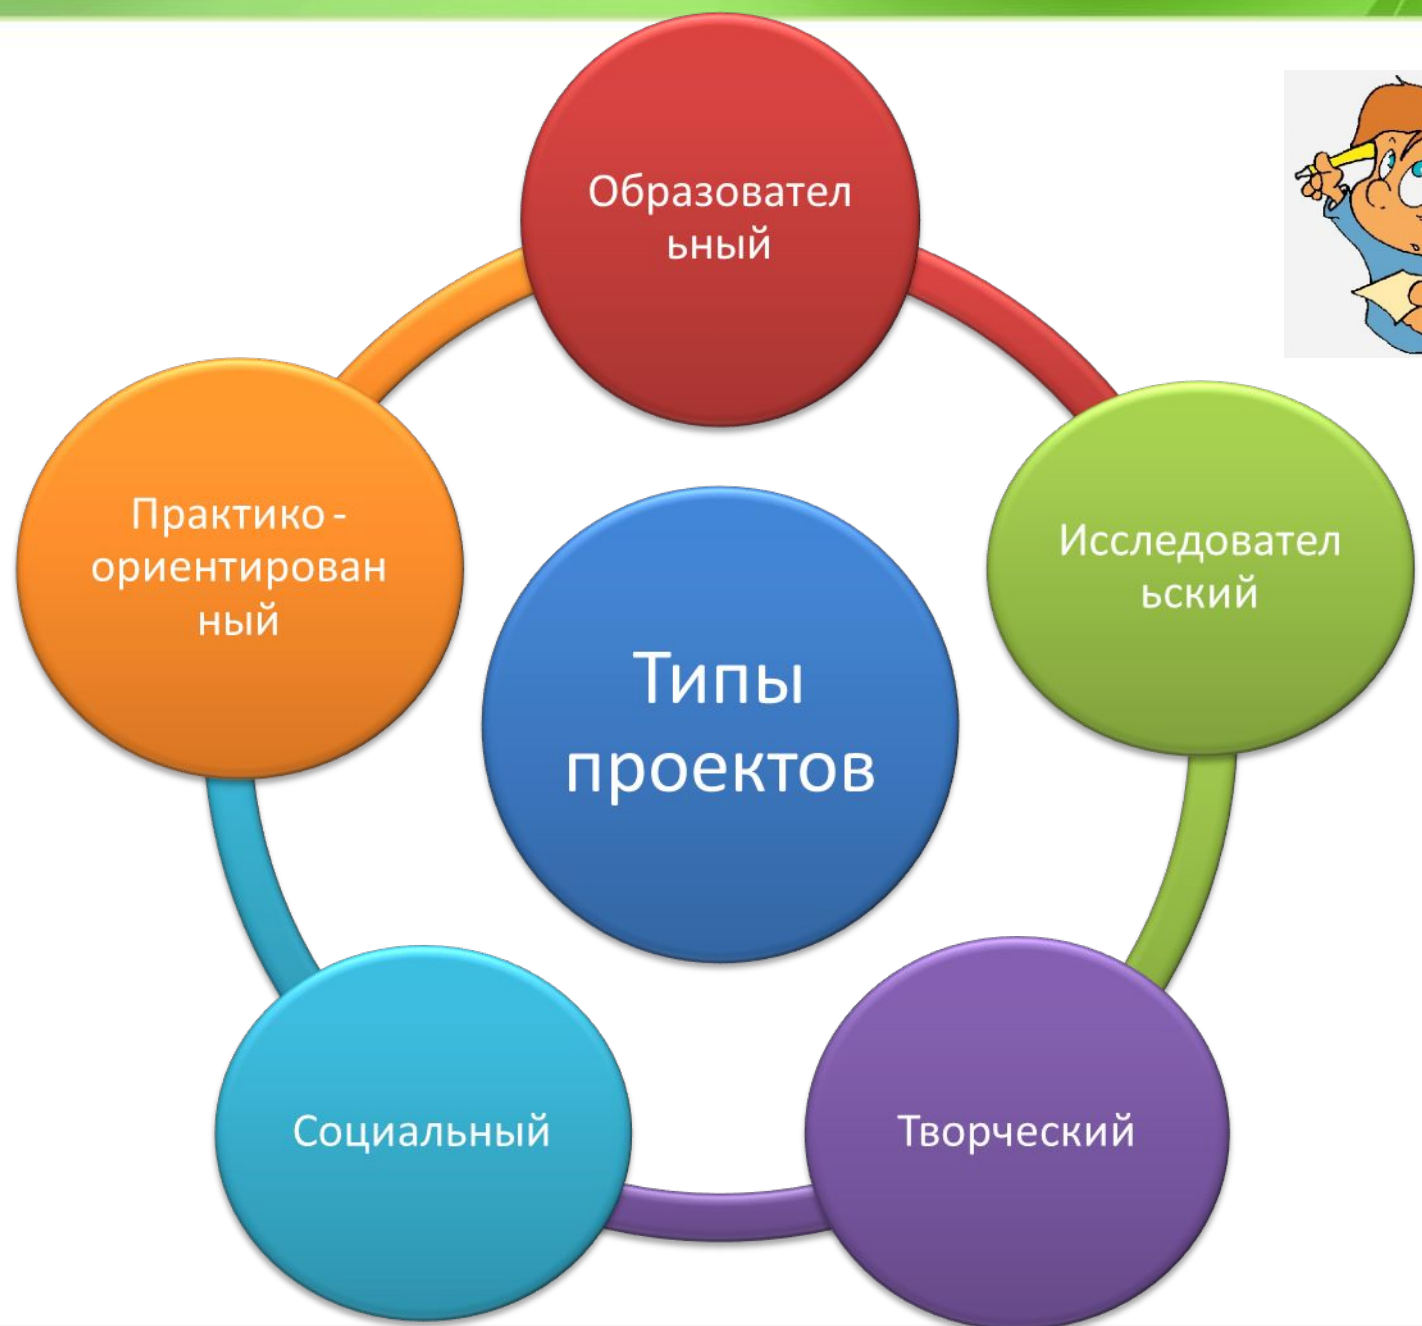 Образовател
ьный
Практико -
ориентирован
ный
Исследовател
ьский
Типы
проектов
Социальный
Творческий